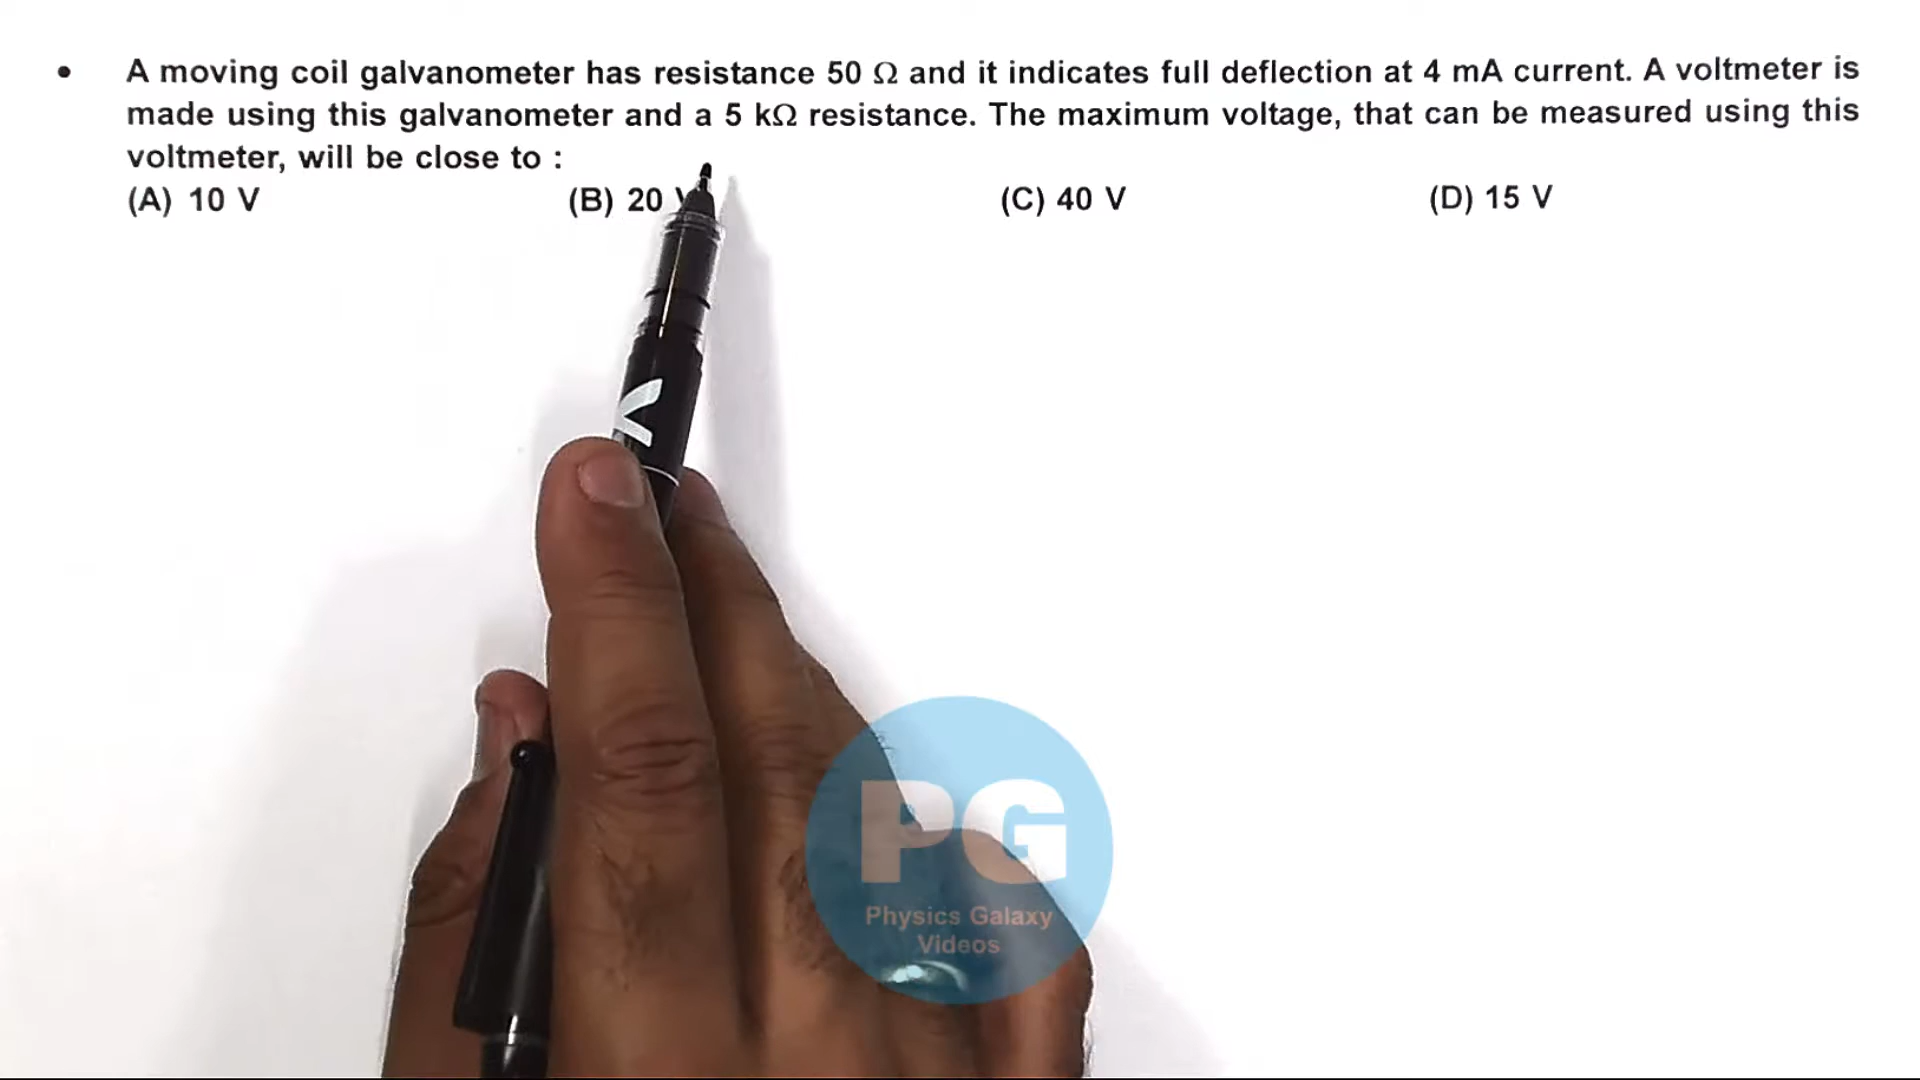 • A moving coil galvanometer has resistance 50 Ω and it indicates full deflection at 4 mA current. A voltmeter is
made using this galvanometer and a 5 kΩ resistance. The maximum voltage, that can be measured using this
voltmeter, will be close to :
(A) 10 V (B) 20 V (C) 40 V (D) 15 V
PG
Physics Galaxy
Videos